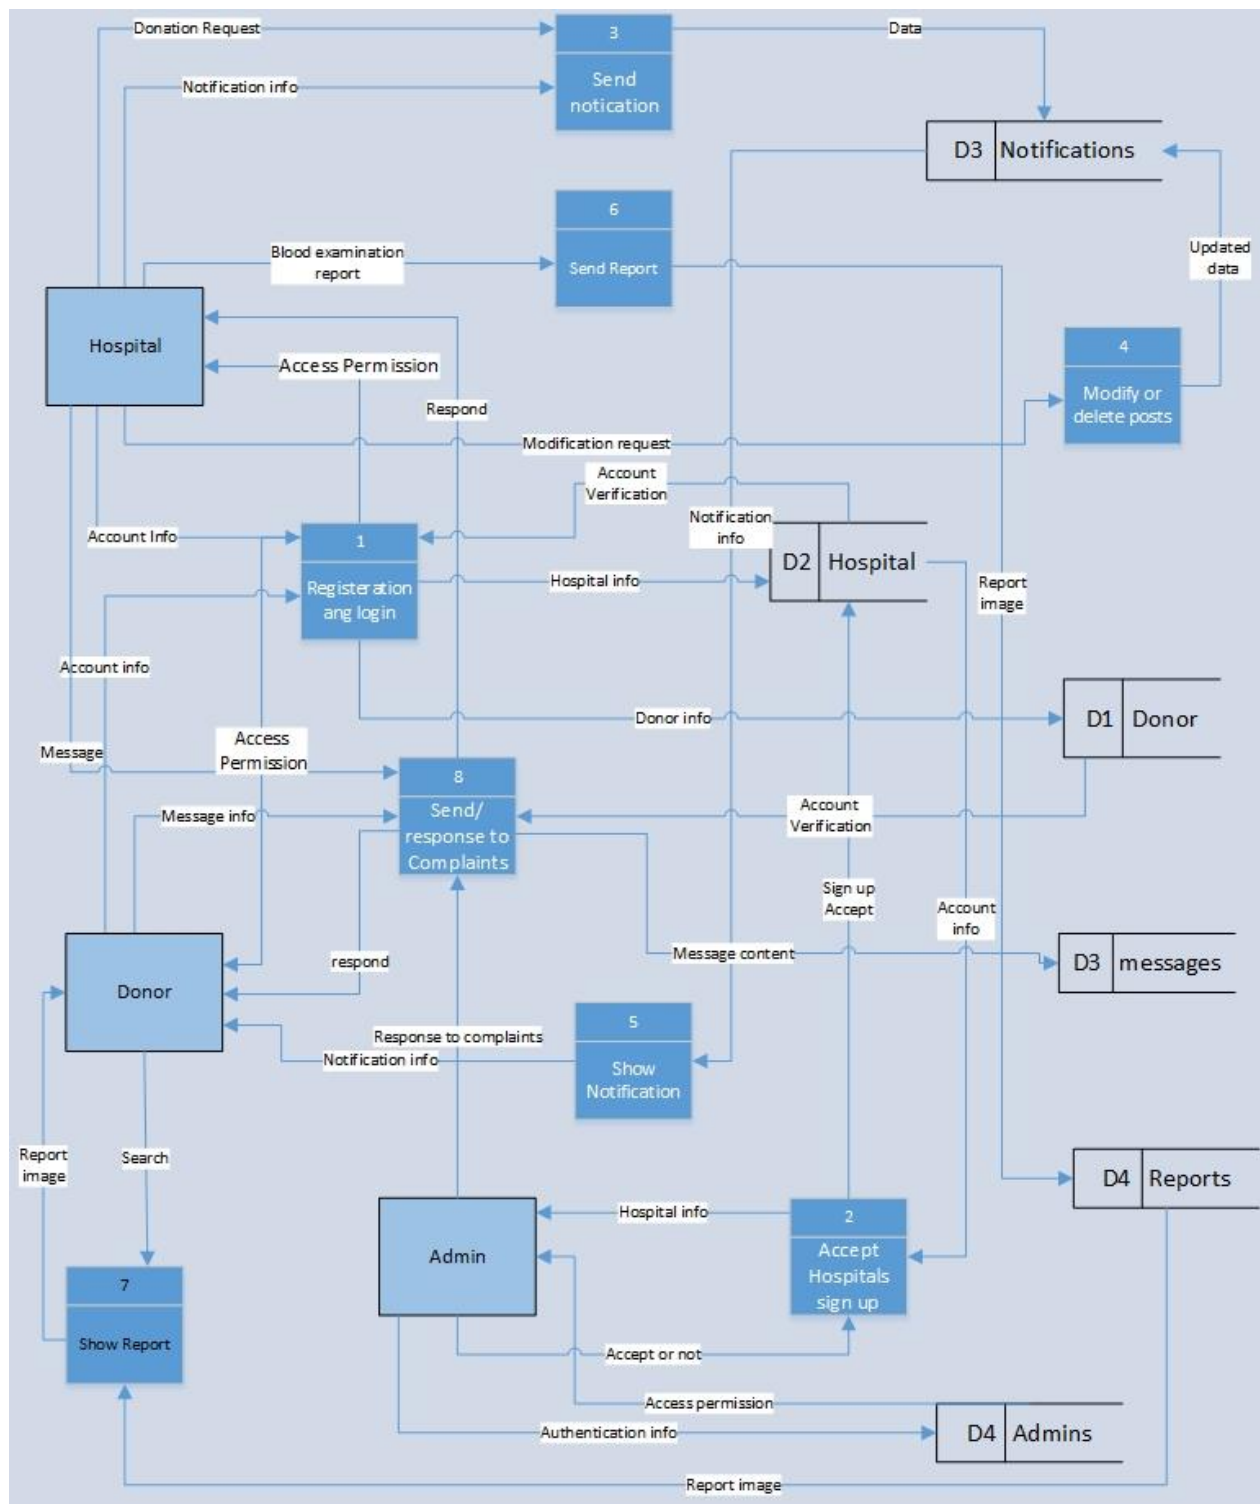 Donation Request
3
Data
Send
notication
Notification info
D3 Notifications
6
Send Report
Blood examination
report
Updated
data
Hospital
4
Modify or
delete posts
Access Permission
Respond
Modification request
Account
Verification
Notification
info
Account Info
1
Registeration
ang login
Hospital info
D2 Hospital
Report
image
Account info
Donor info
D1 Donor
Message
Access
Permission
8
Send/
response to
Complaints
Message info
Account
Verification
Sign up
Accept
Account
info
respond
Message content
D3 messages
Donor
Response to complaints
5
Show
Notification
Notification info
Report
image
Search
D4 Reports
Hospital info
2
Accept
Hospitals
sign up
Admin
7
Show Report
Accept or not
Access permission
Authentication info
D4 Admins
Report image